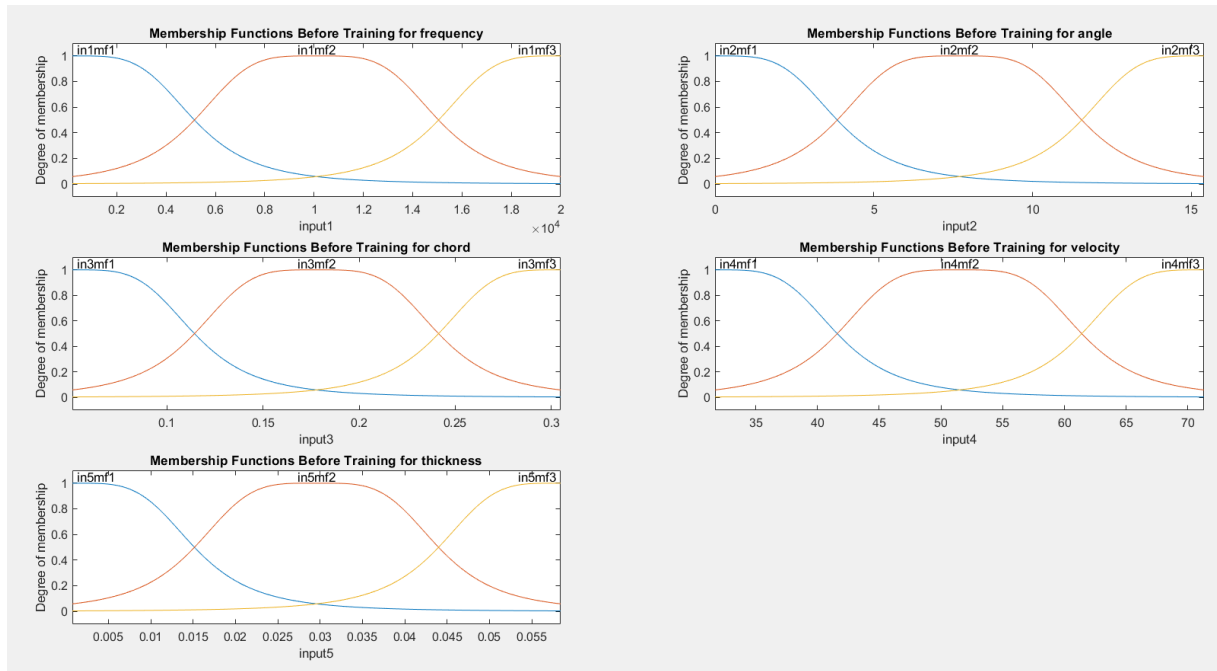 Membership Functions Before Training for frequency
in1mf1 in1mf2 in1mf3
1
0.8
0.6
0.4
0.2
0
Degree of membership
0.2 0.4 0.6 0.8 1 1.2 1.4 1.6 1.8 2
input1
×10^4
Membership Functions Before Training for angle
in2mf1 in2mf2 in2mf3
1
0.8
0.6
0.4
0.2
0
Degree of membership
0 5 10 15
input2
Membership Functions Before Training for chord
in3mf1 in3mf2 in3mf3
1
0.8
0.6
0.4
0.2
0
Degree of membership
0.1 0.15 0.2 0.25 0.3
input3
Membership Functions Before Training for velocity
in4mf1 in4mf2 in4mf3
1
0.8
0.6
0.4
0.2
0
Degree of membership
35 40 45 50 55 60 65 70
input4
Membership Functions Before Training for thickness
in5mf1 in5mf2 in5mf3
1
0.8
0.6
0.4
0.2
0
Degree of membership
0.005 0.01 0.015 0.02 0.025 0.03 0.035 0.04 0.045 0.05 0.055
input5